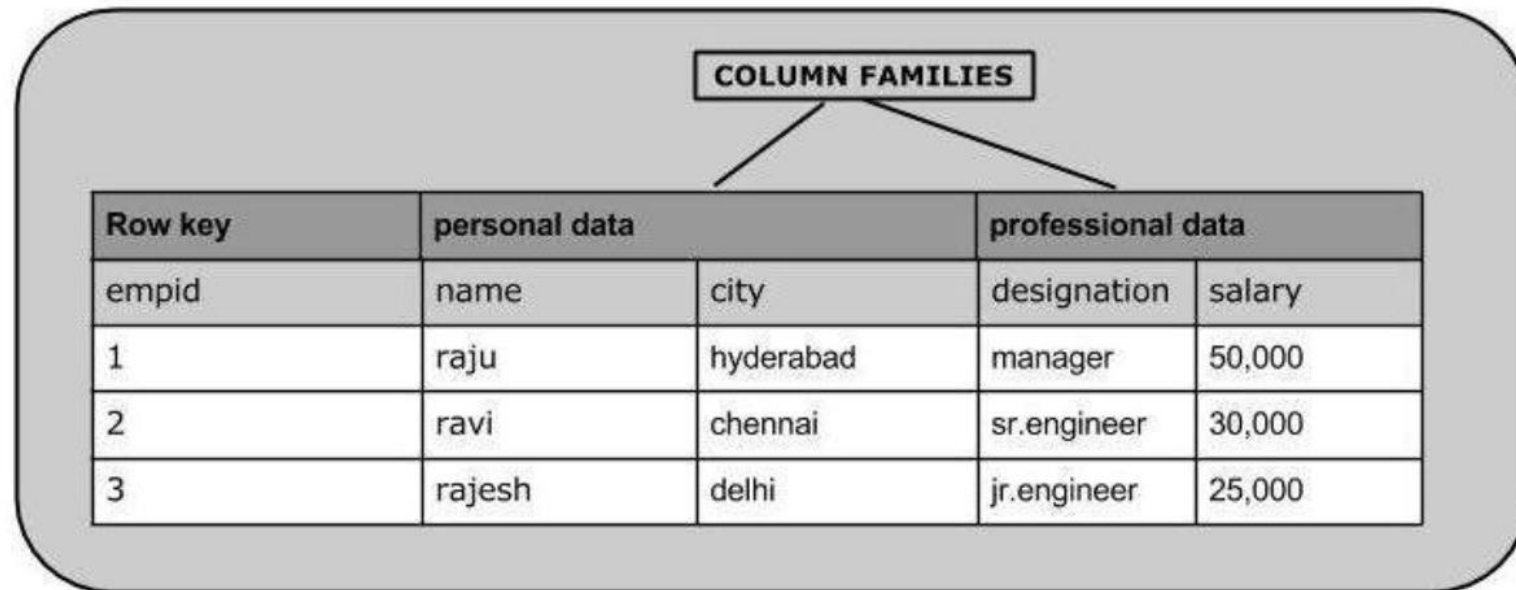 COLUMN FAMILIES
Row key personal data professional data
empid name city designation salary
1 raju hyderabad manager 50,000
2 ravi chennai sr.engineer 30,000
3 rajesh delhi jr.engineer 25,000